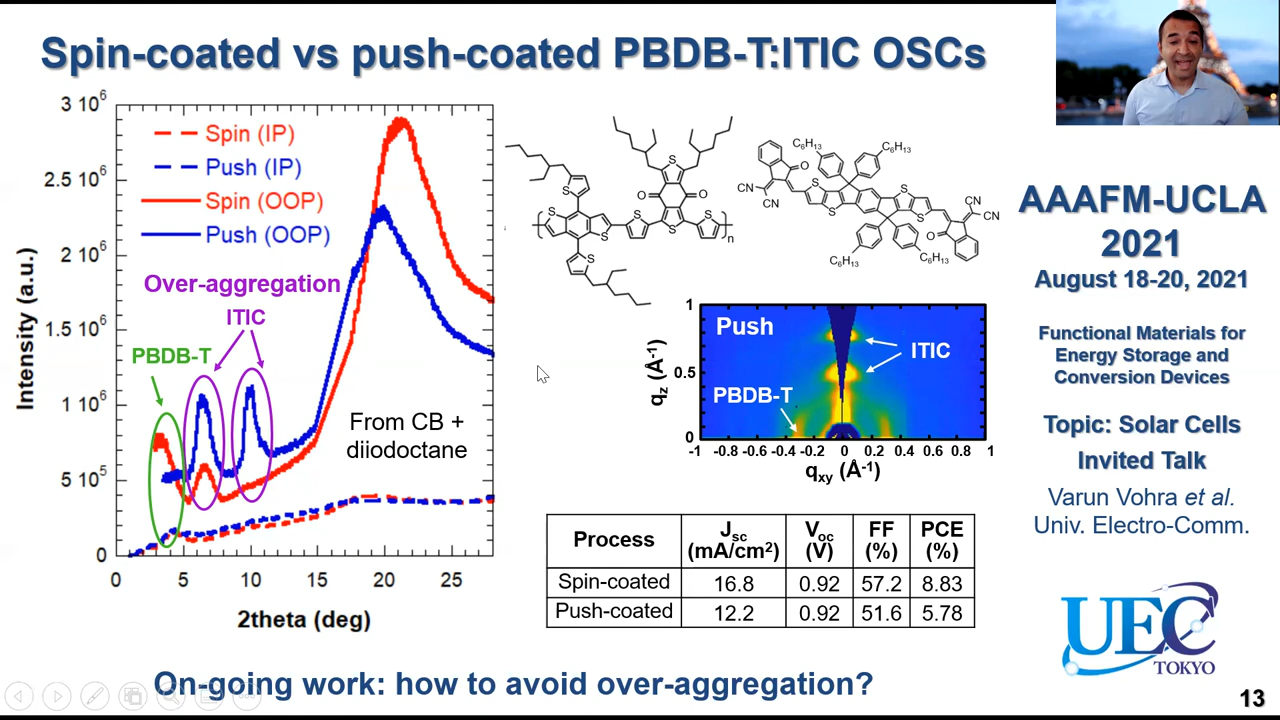 Spin-coated vs push-coated PBDB-T:ITIC OSCs
3 10^6
2.5 10^6
2 10^6
1.5 10^6
1 10^6
5 10^5
0
Intensity (a.u.)
Spin (IP)
Push (IP)
Spin (OOP)
Push (OOP)
Over-aggregation
ITIC
PBDB-T
From CB +
diiodoctane
0 5 10 15 20 25
2theta (deg)
S S S S S S S S
O O
n
C6H13 C6H13
O
CN
CN
S S S S
CN
CN
O
C6H13 C6H13
Push
ITIC
PBDB-T
1
0.5
0
qz (Å-1)
-1 -0.8 -0.6 -0.4 -0.2 0 0.2 0.4 0.6 0.8 1
qxy (Å-1)
Process Jsc (mA/cm2) Voc (V) FF (%) PCE (%)
Spin-coated 16.8 0.92 57.2 8.83
Push-coated 12.2 0.92 51.6 5.78
On-going work: how to avoid over-aggregation?
AAAFM-UCLA
2021
August 18-20, 2021
Functional Materials for
Energy Storage and
Conversion Devices
Topic: Solar Cells
Invited Talk
Varun Vohra et al.
Univ. Electro-Comm.
UEC
TOKYO
13